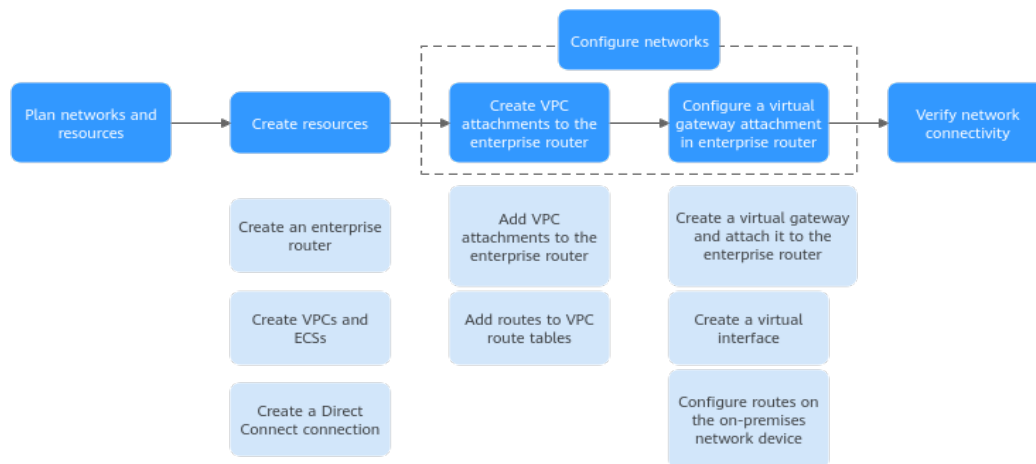 Configure networks
Plan networks and
resources
Create resources
Create VPC
attachments to the
enterprise router
Configure a virtual
gateway attachment
in enterprise router
Verify network
connectivity
Create an enterprise
router
Create VPCs and
ECSs
Create a Direct
Connect connection
Add VPC
attachments to the
enterprise router
Add routes to VPC
route tables
Create a virtual gateway
and attach it to the
enterprise router
Create a virtual
interface
Configure routes on
the on-premises
network device